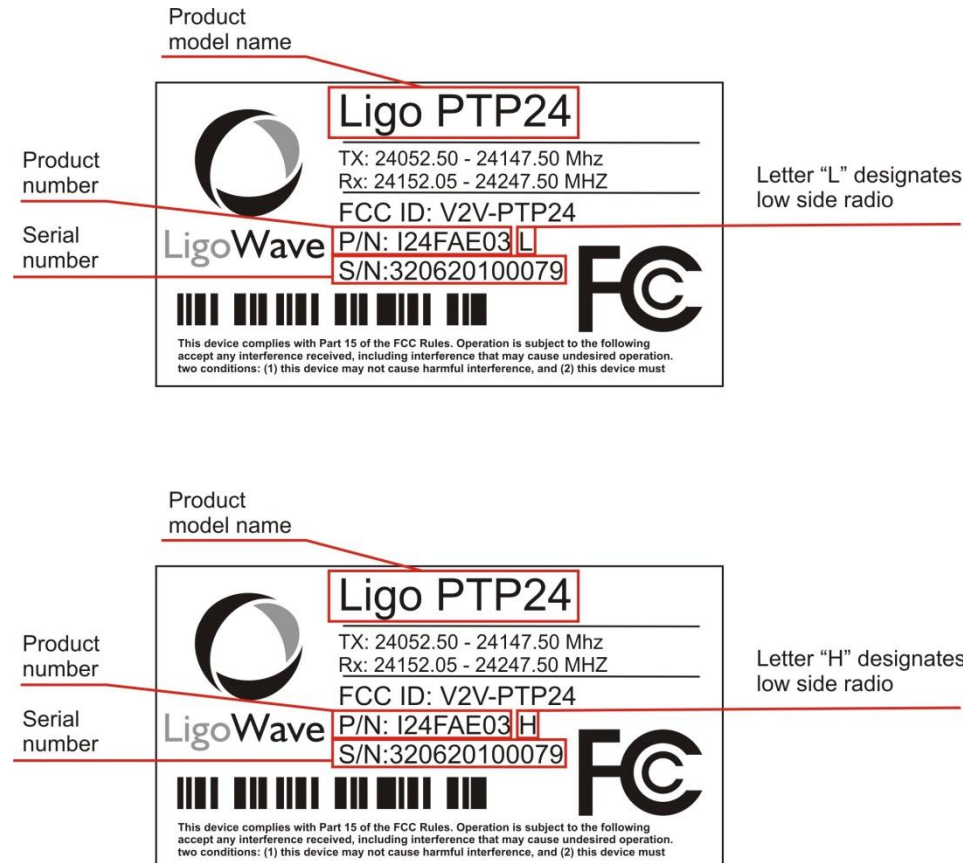 Product
model name
Ligo PTP24
TX: 24052.50 - 24147.50 Mhz
Rx: 24152.05 - 24247.50 MHZ
Product
number
Letter “L” designates
low side radio
FCC ID: V2V-PTP24
P/N: I24FAE03 L
Serial
number
LigoWave
S/N:320620100079
FC
This device complies with Part 15 of the FCC Rules. Operation is subject to the following
accept any interference received, including interference that may cause undesired operation.
two conditions: (1) this device may not cause harmful interference, and (2) this device must
Product
model name
Ligo PTP24
TX: 24052.50 - 24147.50 Mhz
Rx: 24152.05 - 24247.50 MHZ
Product
number
Letter “H” designates
low side radio
FCC ID: V2V-PTP24
P/N: I24FAE03 H
Serial
number
LigoWave
S/N:320620100079
FC
This device complies with Part 15 of the FCC Rules. Operation is subject to the following
accept any interference received, including interference that may cause undesired operation.
two conditions: (1) this device may not cause harmful interference, and (2) this device must